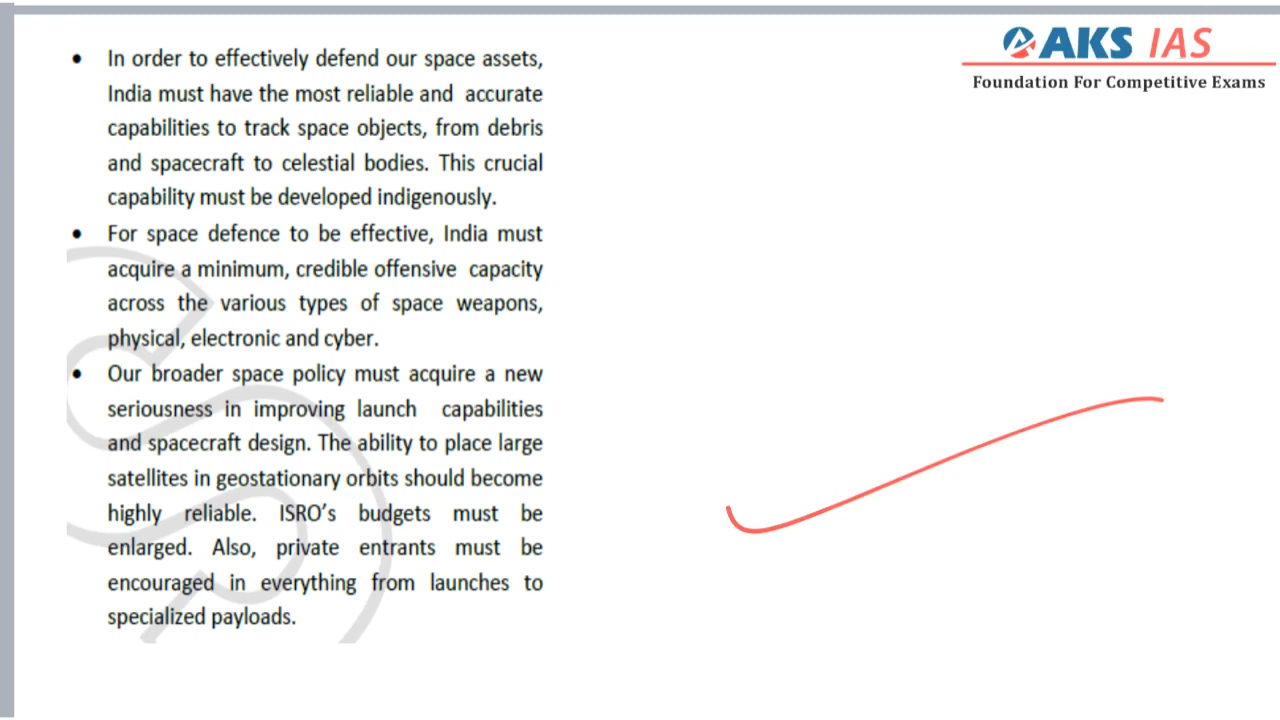 AKS IAS
Foundation For Competitive Exams
• In order to effectively defend our space assets,
India must have the most reliable and accurate
capabilities to track space objects, from debris
and spacecraft to celestial bodies. This crucial
capability must be developed indigenously.
• For space defence to be effective, India must
acquire a minimum, credible offensive capacity
across the various types of space weapons,
physical, electronic and cyber.
• Our broader space policy must acquire a new
seriousness in improving launch capabilities
and spacecraft design. The ability to place large
satellites in geostationary orbits should become
highly reliable. ISRO’s budgets must be
enlarged. Also, private entrants must be
encouraged in everything from launches to
specialized payloads.